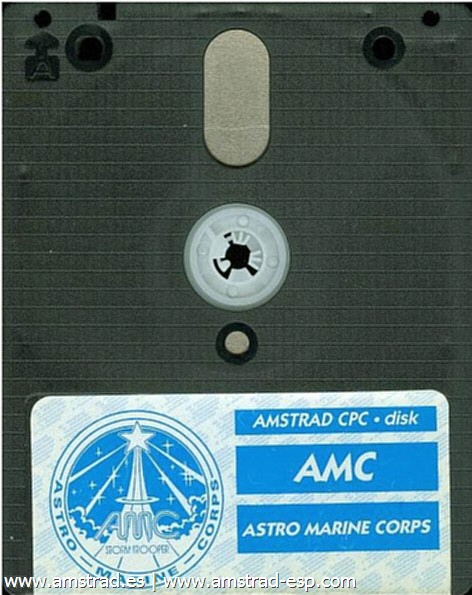 A
AMSTRAD CPC • disk
AMC
ASTRO MARINE CORPS
ASTRO • MARINE • CORPS
AMC
STORM TROOPER
www.amstrad.es | www.amstrad-esp.com